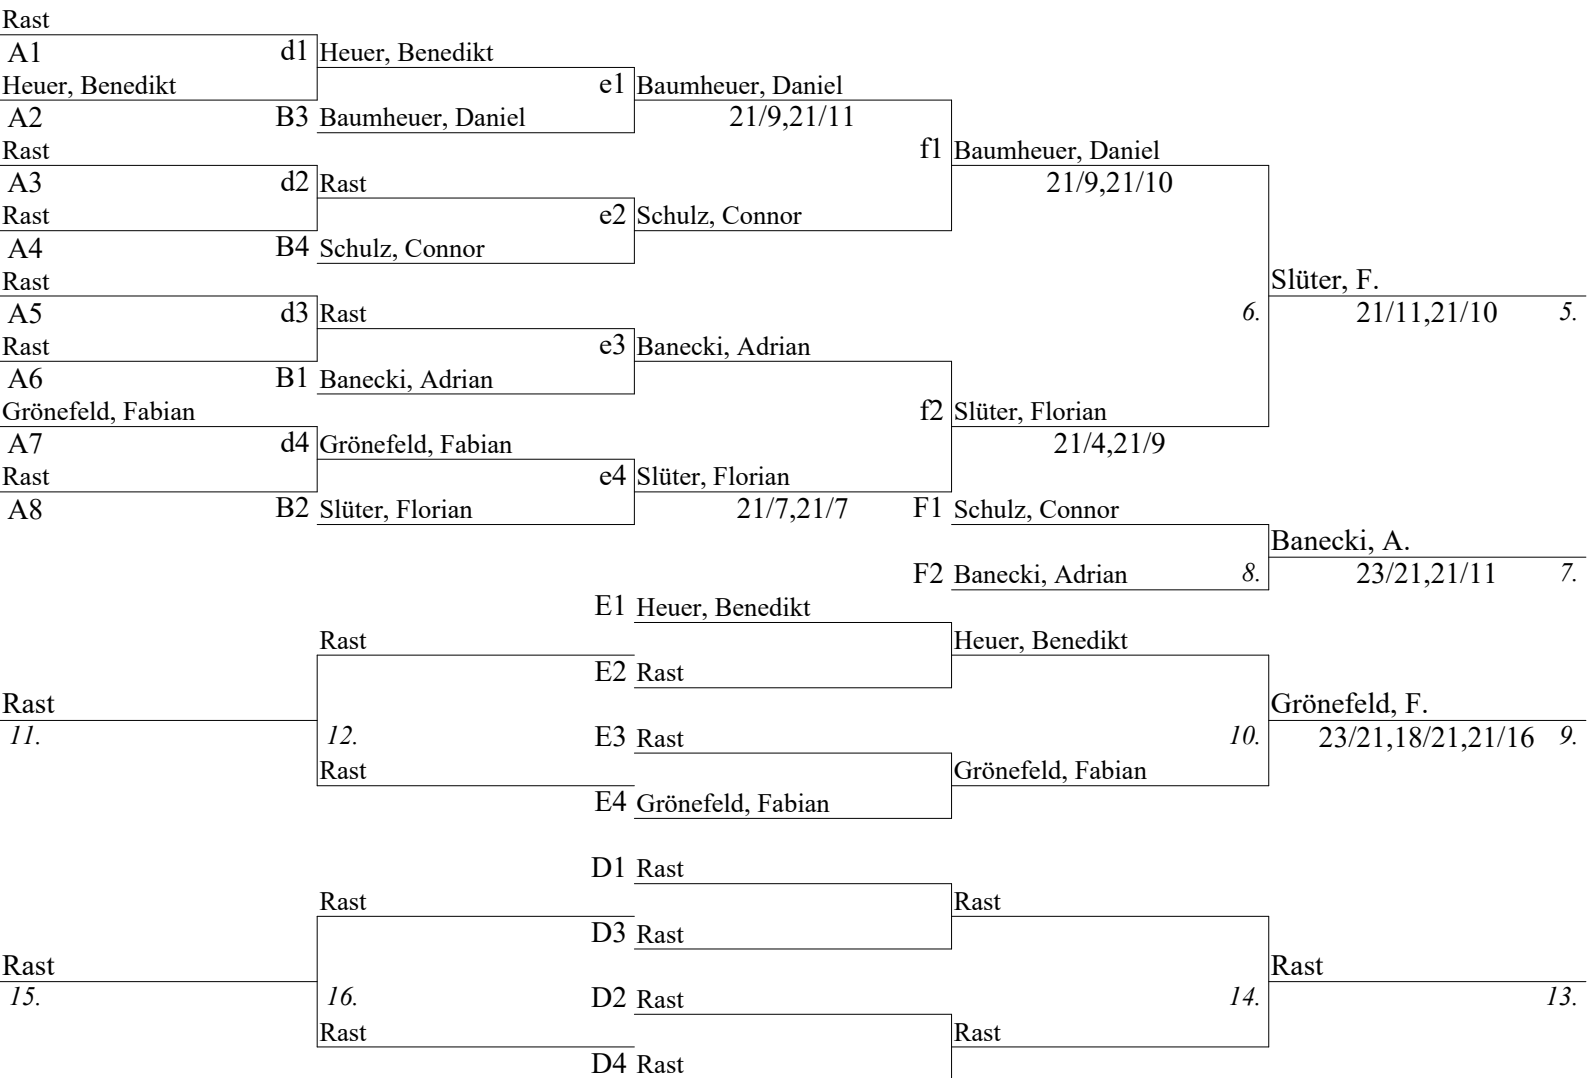 Rast
A1 d1 Heuer, Benedikt
Heuer, Benedikt e1 Baumheuer, Daniel
A2 B3 Baumheuer, Daniel 21/9,21/11
Rast f1 Baumheuer, Daniel
A3 d2 Rast 21/9,21/10
Rast e2 Schulz, Connor
A4 B4 Schulz, Connor
Rast Slüter, F.
A5 d3 Rast 6. 21/11,21/10 5.
Rast e3 Banecki, Adrian
A6 B1 Banecki, Adrian
Grönefeld, Fabian f2 Slüter, Florian
A7 d4 Grönefeld, Fabian 21/4,21/9
Rast e4 Slüter, Florian
A8 B2 Slüter, Florian 21/7,21/7 F1 Schulz, Connor
Banecki, A.
F2 Banecki, Adrian 8. 23/21,21/11 7.
E1 Heuer, Benedikt
Rast Heuer, Benedikt
E2 Rast
Rast Grönefeld, F.
11. 12. E3 Rast 10. 23/21,18/21,21/16 9.
Rast Grönefeld, Fabian
E4 Grönefeld, Fabian
D1 Rast
Rast Rast
D3 Rast
Rast Rast
15. 16. D2 Rast 14. 13.
Rast Rast
D4 Rast